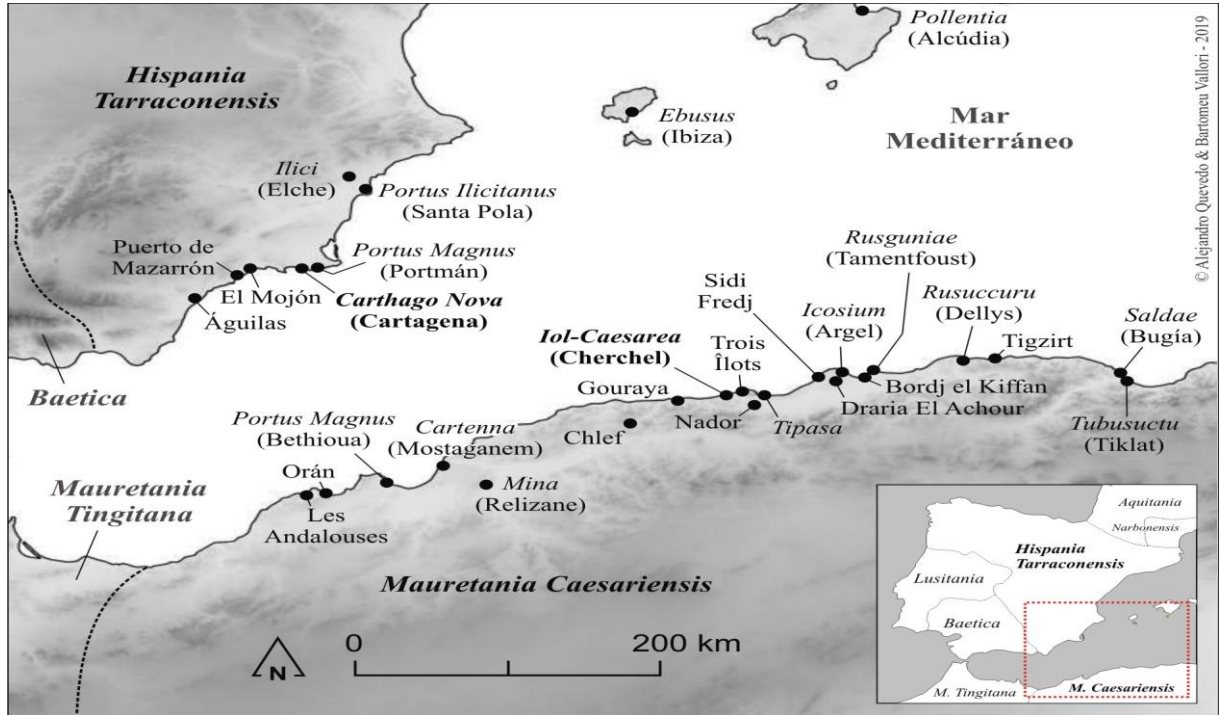 Pollentia
(Alcúdia)
Hispania
Tarraconensis
Ebusus
(Ibiza)
Mar
Mediterráneo
© Alejandro Quevedo & Bartomeu Vallori - 2019
Ilici
(Elche)
Portus Ilicitanus
(Santa Pola)
Puerto de
Mazarrón
Portus Magnus
(Portmán)
El Mojón
Carthago Nova
(Cartagena)
Águilas
Baetica
Rusguniae
(Tamentfoust)
Sidi
Fredj
Icosium
(Argel)
Rusuccuru
(Dellys)
Tigzirt
Saldae
(Bugía)
Iol-Caesarea
(Cherchel)
Trois
Îlots
Gouraya
Nador
Tipasa
Draria El Achour
Bordj el Kiffan
Tubusuctu
(Tiklat)
Chlef
Portus Magnus
(Bethioua)
Cartenna
(Mostaganem)
Orán
Les
Andalouses
Mina
(Relizane)
Mauretania
Tingitana
Mauretania Caesariensis
N
0
200 km
Aquitania
Narbonensis
Hispania
Tarraconensis
Lusitania
Baetica
M. Tingitana
M. Caesariensis